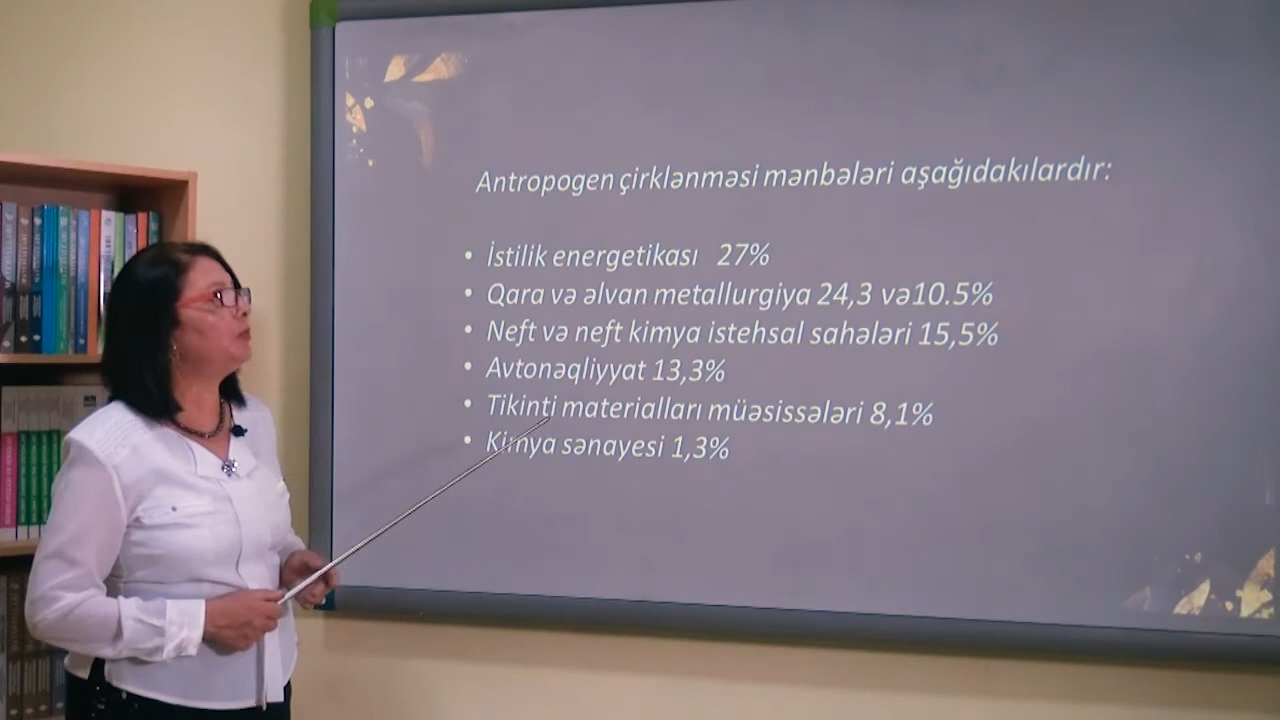 Antropogen çirklənməsi mənbələri aşağıdakılardır:
• İstilik energetikası 27%
• Qara və əlvan metallurgiya 24,3 və10.5%
• Neft və neft kimya istehsal sahələri 15,5%
• Avtonəqliyyat 13,3%
• Tikinti materialları müəsissələri 8,1%
• Kimya sənayesi 1,3%